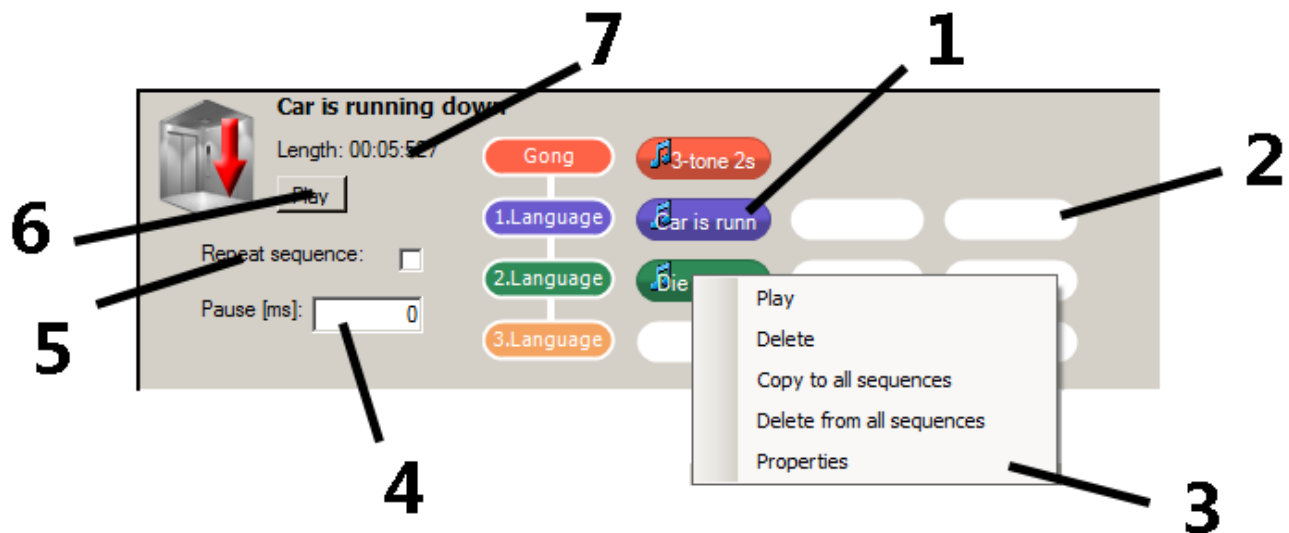 7
1
Car is running down
Length: 00:05:527
Gong
3-tone 2s
2
Play
6
1.Language
Car is runn
Repeat sequence:
2.Language
Die
Pause [ms]:
0
5
3.Language
Play
Delete
Copy to all sequences
Delete from all sequences
Properties
4
3